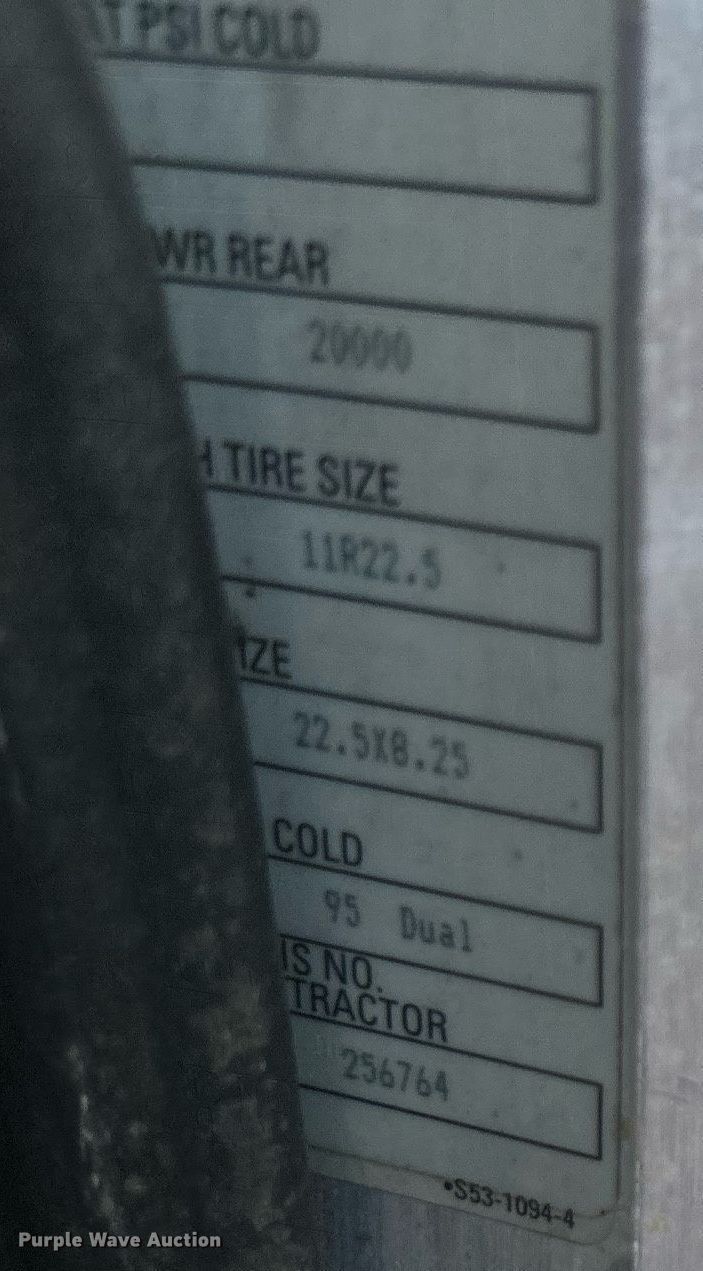 AT PSI COLD
WR REAR
20000
H TIRE SIZE
11R22.5
IZE
22.5X8.25
COLD
95 Dual
IS NO.
TRACTOR
256764
•S53-1094-4
Purple Wave Auction